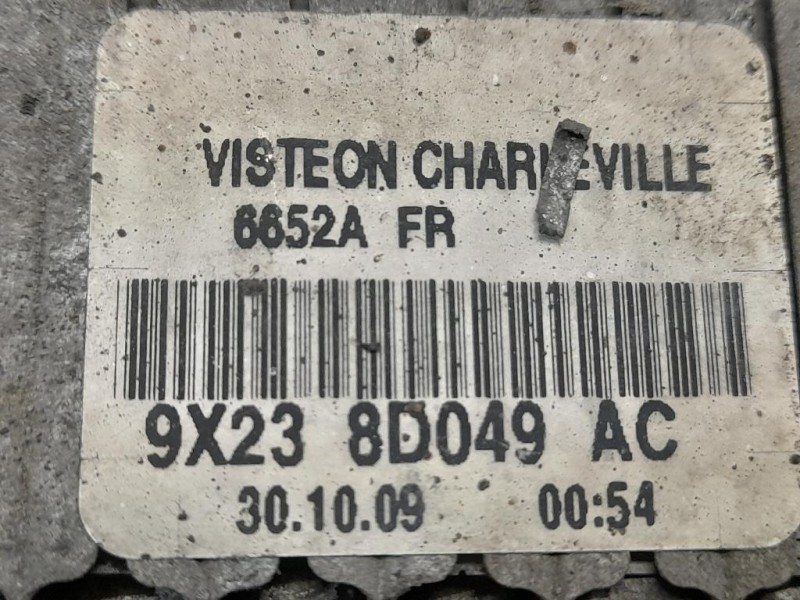 VISTEON CHARLEVILLE
6652A FR
9X23 8D049 AC
30.10.09 00:54